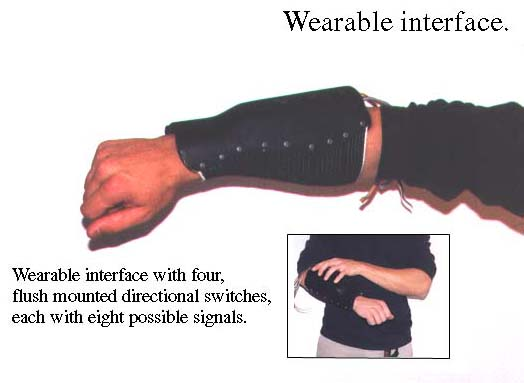 Wearable interface.
Wearable interface with four,
flush mounted directional switches,
each with eight possible signals.